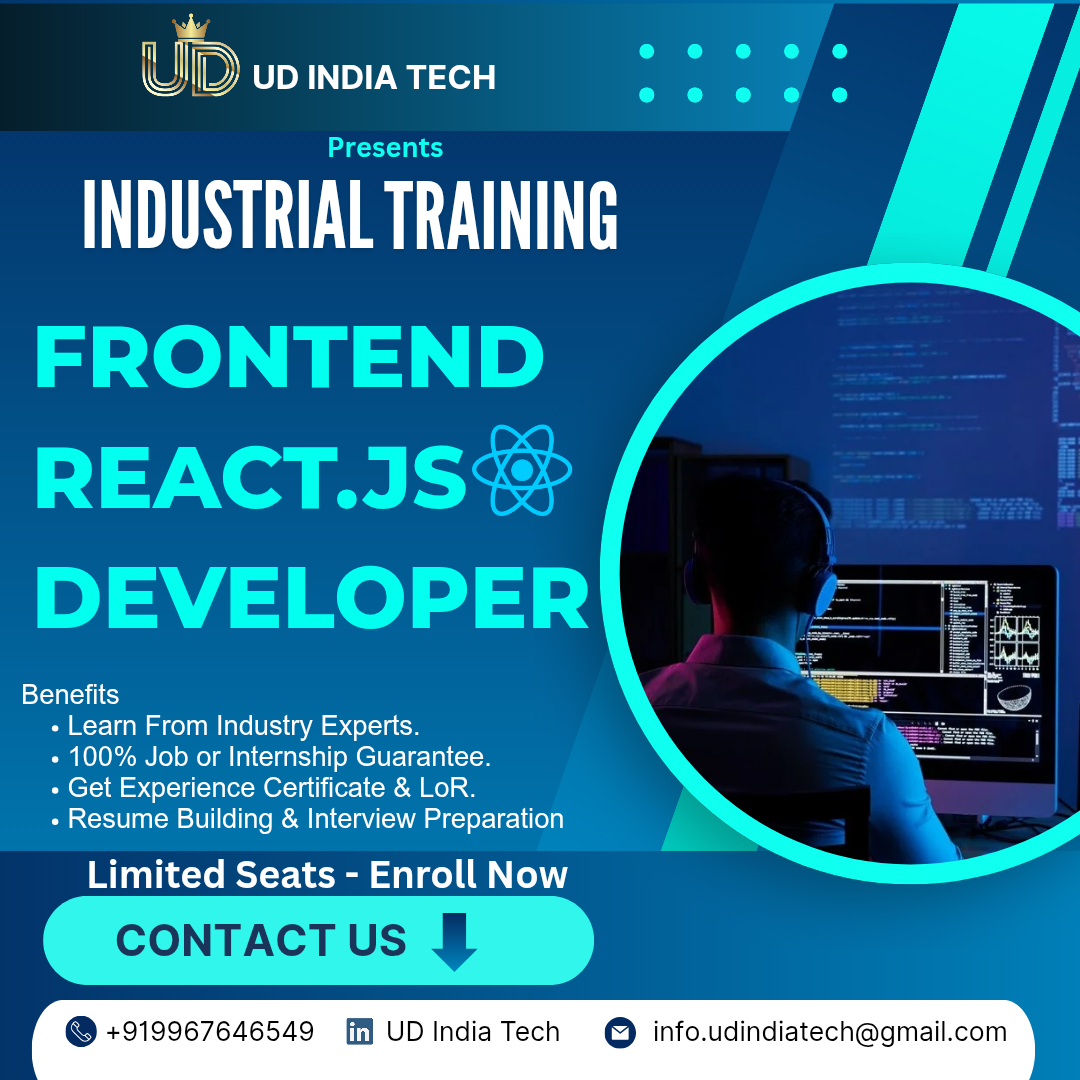 UD UD INDIA TECH
Presents
INDUSTRIAL TRAINING
FRONTEND
REACT.JS
DEVELOPER
Benefits
• Learn From Industry Experts.
• 100% Job or Internship Guarantee.
• Get Experience Certificate & LoR.
• Resume Building & Interview Preparation
Limited Seats - Enroll Now
CONTACT US
+919967646549 in UD India Tech info.udindiatech@gmail.com